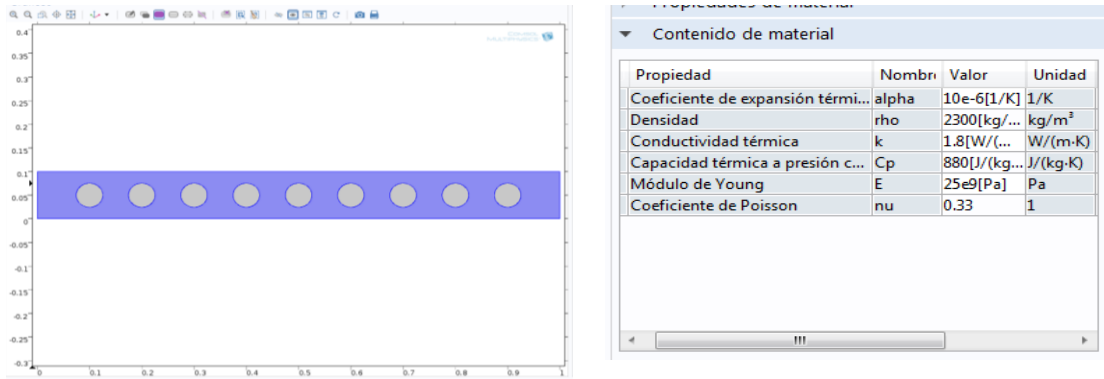 0.4
0.35
0.3
0.25
0.2
0.15
0.1
0.05
0
-0.05
-0.1
-0.15
-0.2
-0.25
-0.3
0 0.1 0.2 0.3 0.4 0.5 0.6 0.7 0.8 0.9 1
Propiedades de material
Contenido de material
Propiedad Nombre Valor Unidad
Coeficiente de expansión térmi... alpha 10e-6[1/K] 1/K
Densidad rho 2300[kg/... kg/m³
Conductividad térmica k 1.8[W/(... W/(m·K)
Capacidad térmica a presión c... Cp 880[J/(kg... J/(kg·K)
Módulo de Young E 25e9[Pa] Pa
Coeficiente de Poisson nu 0.33 1